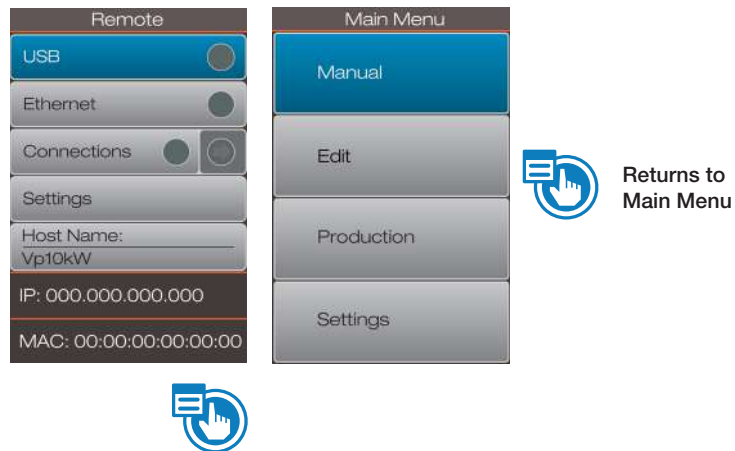 Remote
USB
Ethernet
Connections
Settings
Host Name:
Vp10kW
IP: 000.000.000.000
MAC: 00:00:00:00:00:00
Main Menu
Manual
Edit
Production
Settings
Returns to
Main Menu